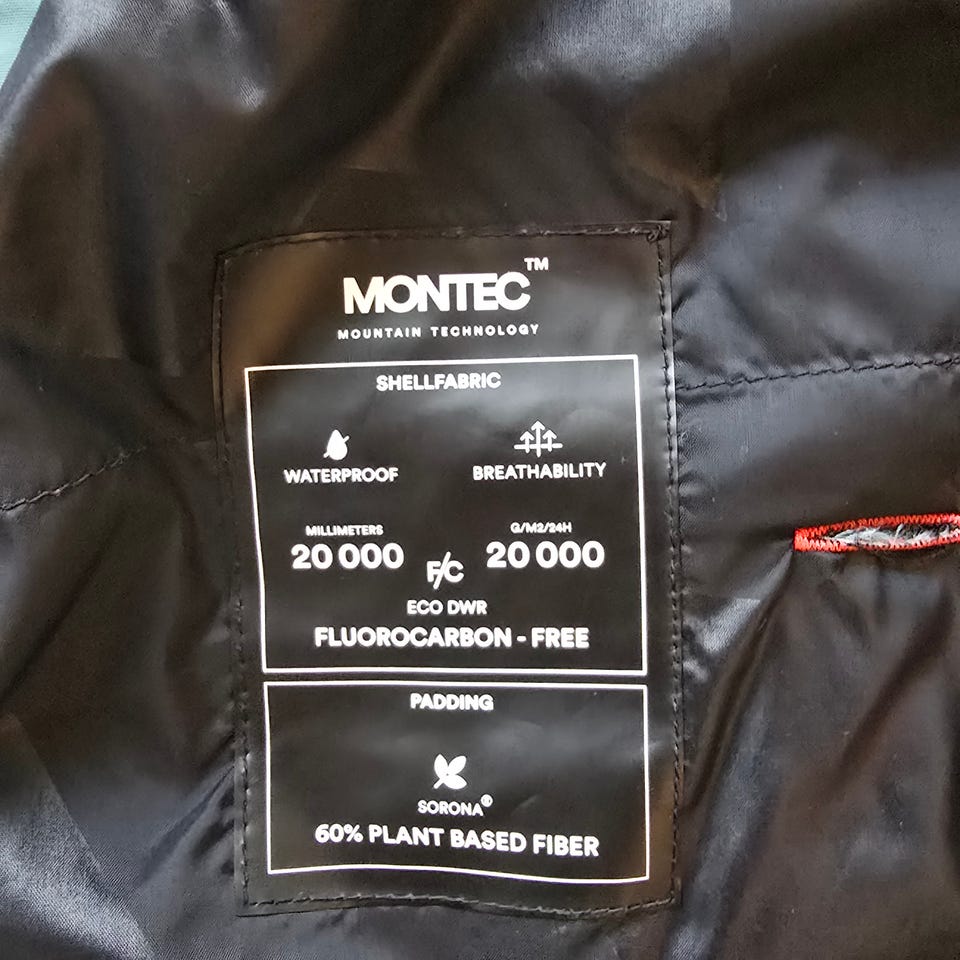 MONTEC™
MOUNTAIN TECHNOLOGY
SHELLFABRIC
WATERPROOF
BREATHABILITY
MILLIMETERS
20 000
G/M2/24H
20 000
F/C
ECO DWR
FLUOROCARBON - FREE
PADDING
SORONA®
60% PLANT BASED FIBER